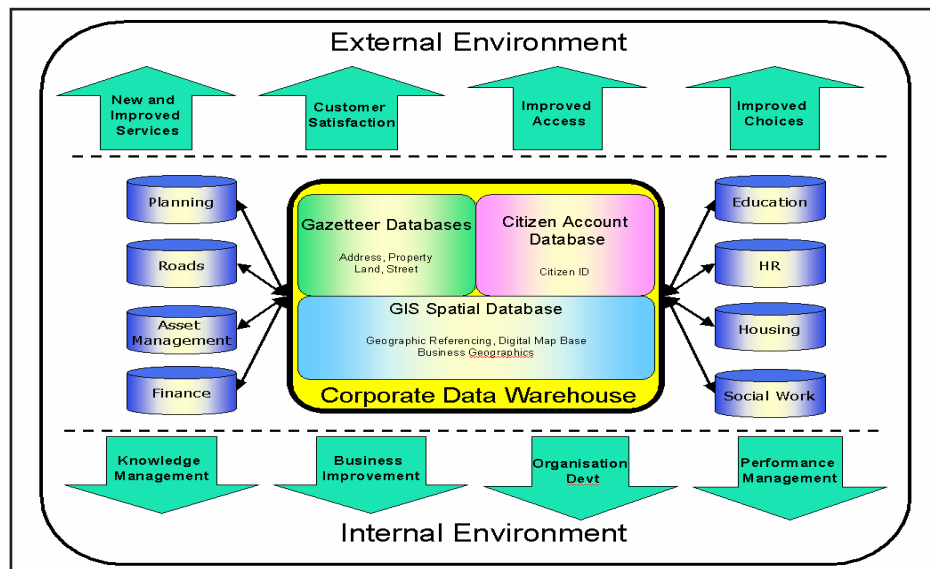 External Environment
New and
Improved
Services
Customer
Satisfaction
Improved
Access
Improved
Choices
Planning
Roads
Asset
Management
Finance
Gazetteer Databases
Address, Property
Land, Street
Citizen Account
Database
Citizen ID
GIS Spatial Database
Geographic Referencing, Digital Map Base
Business Geographics
Corporate Data Warehouse
Education
HR
Housing
Social Work
Knowledge
Management
Business
Improvement
Organisation
Devt
Performance
Management
Internal Environment